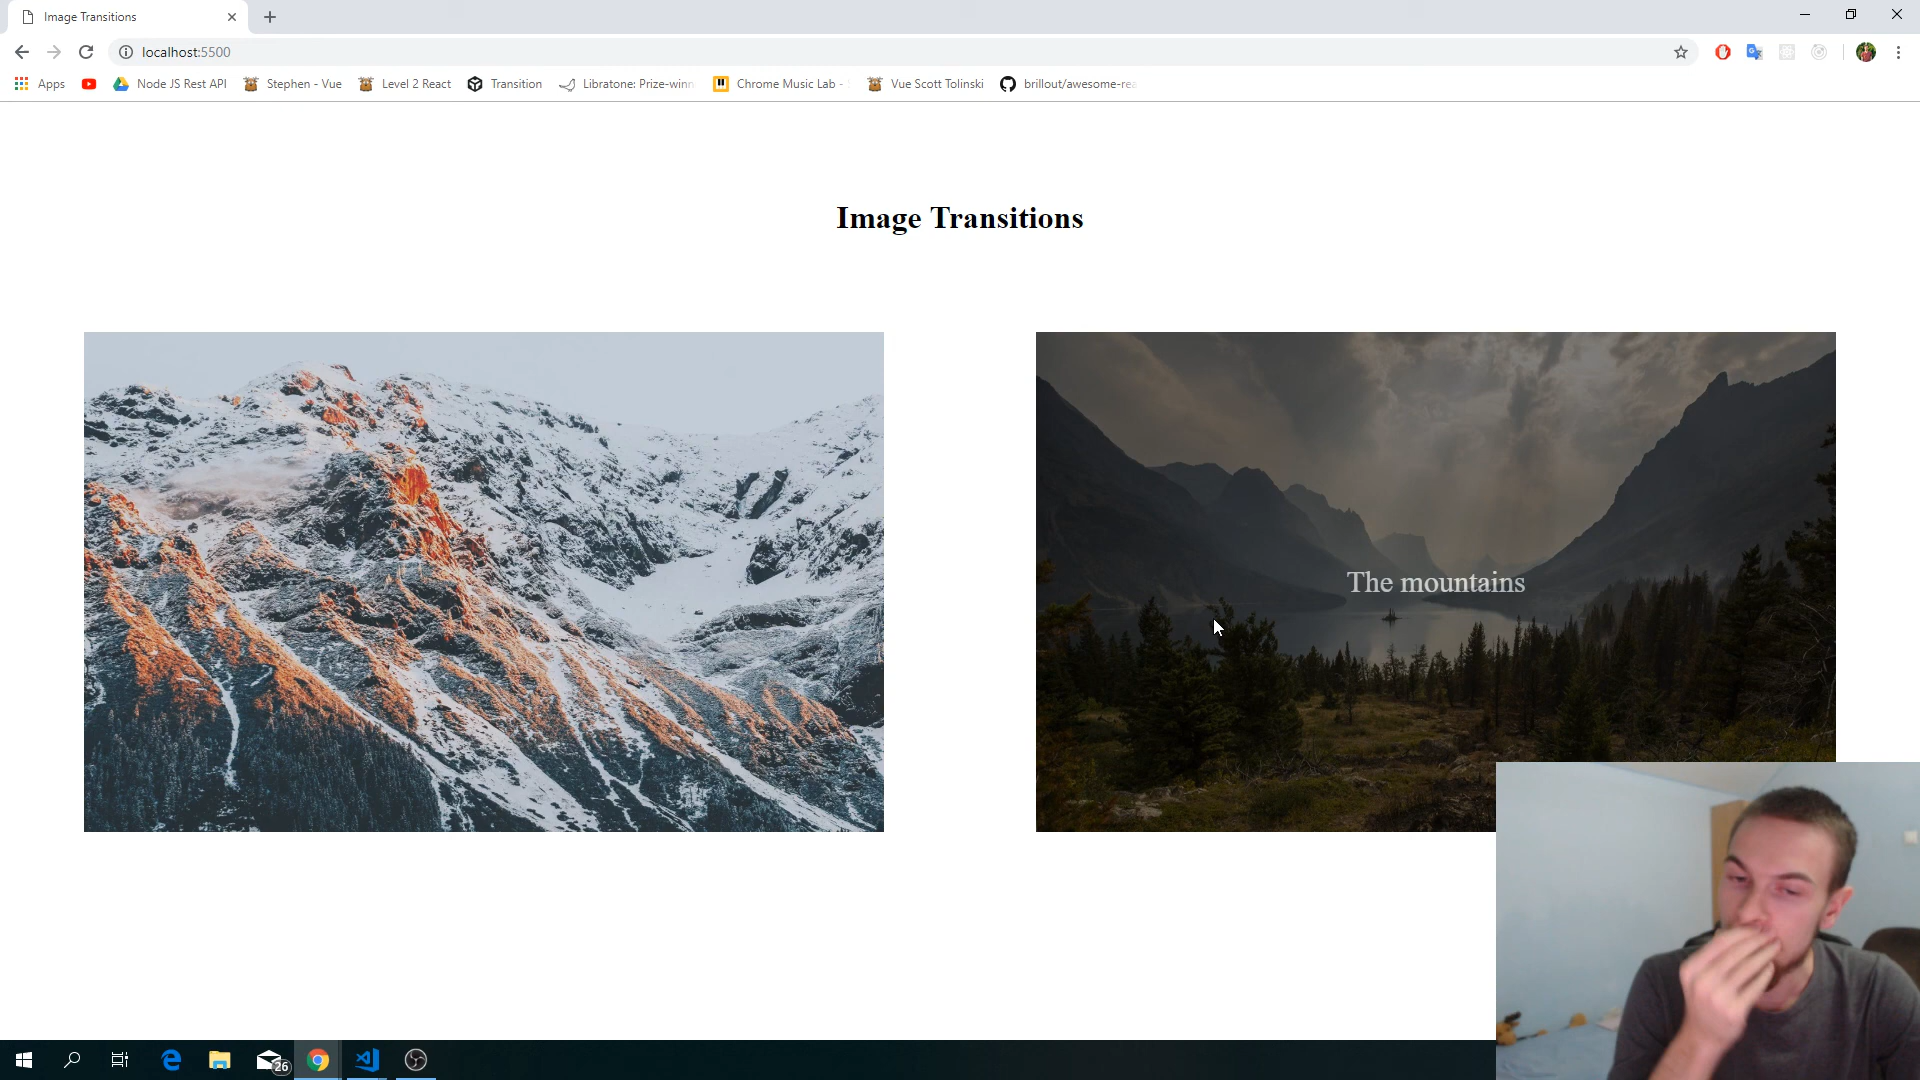 Image Transitions
localhost:5500
Apps
Node JS Rest API
Stephen - Vue
Level 2 React
Transition
Libratone: Prize-winn
Chrome Music Lab -
Vue Scott Tolinski
brillout/awesome-rea
Image Transitions
The mountains
26